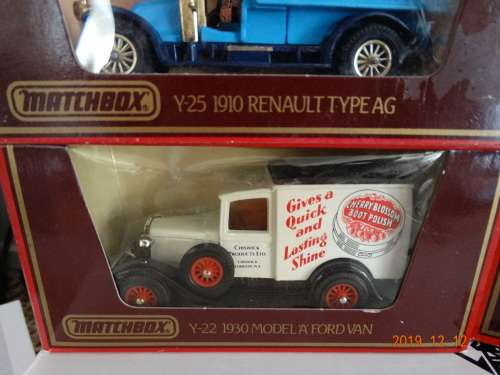 MATCHBOX
Y-25 1910 RENAULT TYPE AG
Gives a
Quick
and
Lasting
Shine
CHERRY BLOSSOM
BOOT POLISH
CHISWICK
PRODUCTS LTD.
MATCHBOX
Y-22 1930 MODEL 'A' FORD VAN
2019 12 12